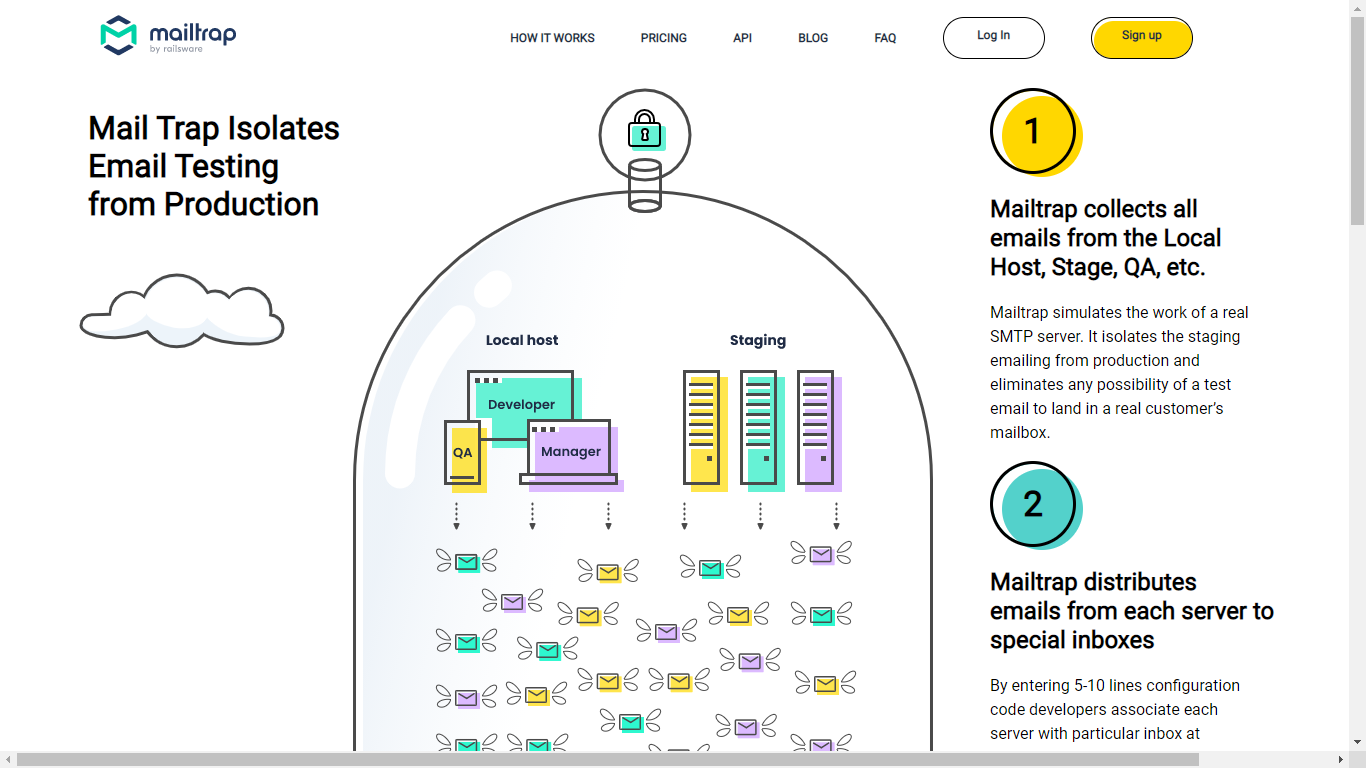 mailtrap
by railsware
HOW IT WORKS
PRICING
API
BLOG
FAQ
Log In
Sign up
Mail Trap Isolates
Email Testing
from Production
Local host
Staging
Developer
QA
Manager
1
Mailtrap collects all
emails from the Local
Host, Stage, QA, etc.
Mailtrap simulates the work of a real
SMTP server. It isolates the staging
emailing from production and
eliminates any possibility of a test
email to land in a real customer’s
mailbox.
2
Mailtrap distributes
emails from each server to
special inboxes
By entering 5-10 lines configuration
code developers associate each
server with particular inbox at